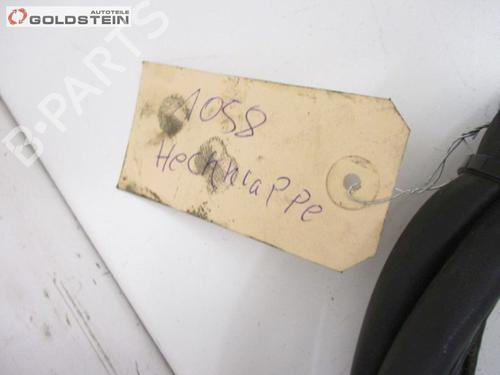 AUTOTEILE
GOLDSTEIN
B-PARTS
1058
Heckklappe